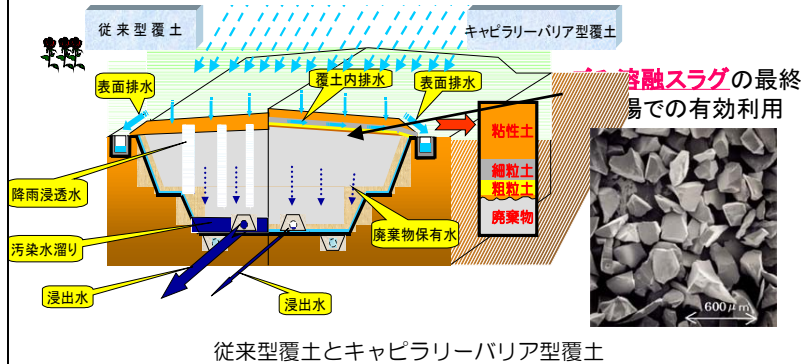 従来型覆土
キャピラリーバリア型覆土
表面排水
覆土内排水
表面排水
溶融スラグの最終
場での有効利用
粘性土
細粒土
粗粒土
廃棄物
降雨浸透水
汚染水溜り
廃棄物保有水
浸出水
浸出水
600μm
従来型覆土とキャピラリーバリア型覆土